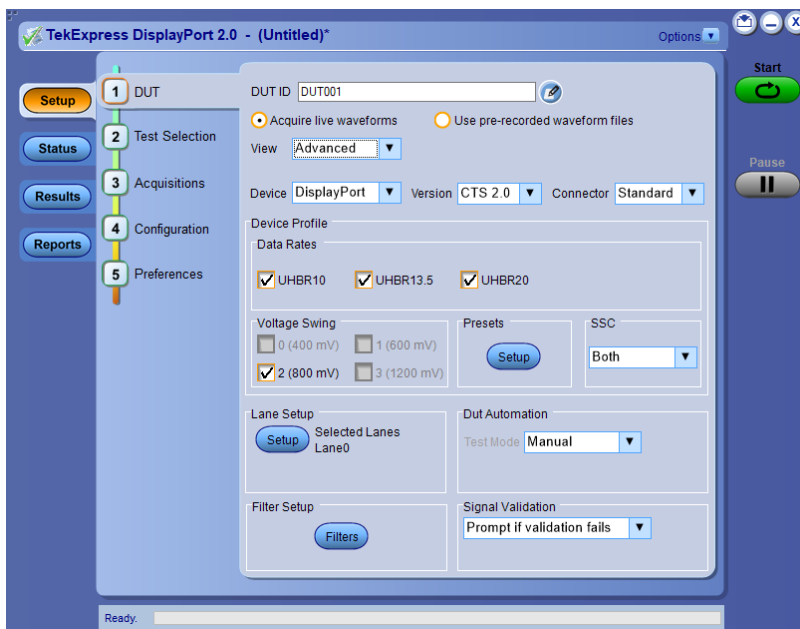 TekExpress DisplayPort 2.0 - (Untitled)*
Options
Start
Pause
Setup
Status
Results
Reports
1 DUT
2 Test Selection
3 Acquisitions
4 Configuration
5 Preferences
DUT ID DUT001
Acquire live waveforms Use pre-recorded waveform files
View Advanced
Device DisplayPort Version CTS 2.0 Connector Standard
Device Profile
Data Rates
UHBR10 UHBR13.5 UHBR20
Voltage Swing
0 (400 mV) 1 (600 mV)
2 (800 mV) 3 (1200 mV)
Presets
Setup
SSC
Both
Lane Setup
Setup Selected Lanes
Lane0
Dut Automation
Test Mode Manual
Filter Setup
Filters
Signal Validation
Prompt if validation fails
Ready.